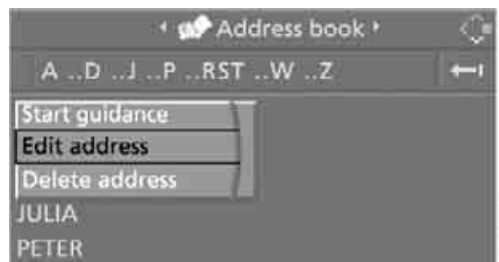 Address book
A ..D ..J ..P ..RST ..W ..Z
Start guidance
Edit address
Delete address
JULIA
PETER